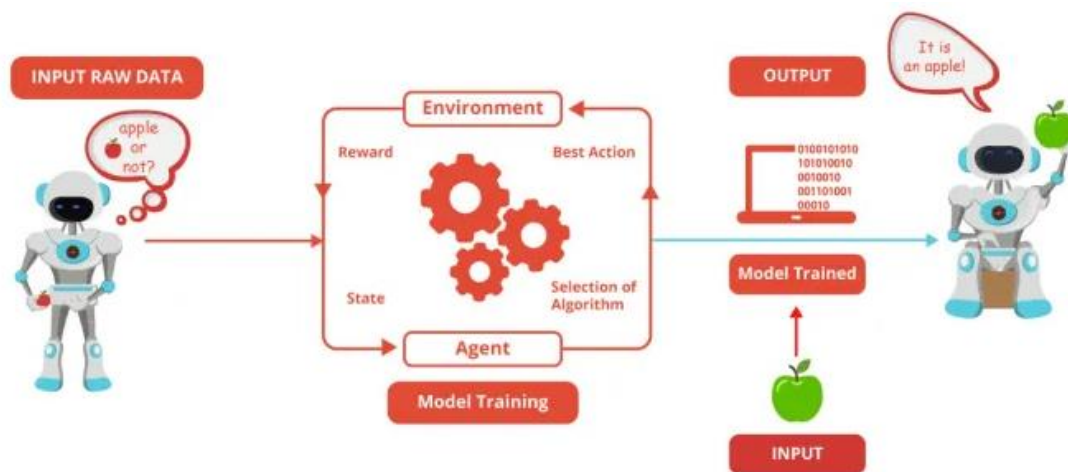 INPUT RAW DATA
apple
or
not?
Environment
Reward
Best Action
State
Selection of
Algorithm
Agent
Model Training
OUTPUT
0100101010
101010010
0010010
001101001
00010
Model Trained
INPUT
It is
an apple!